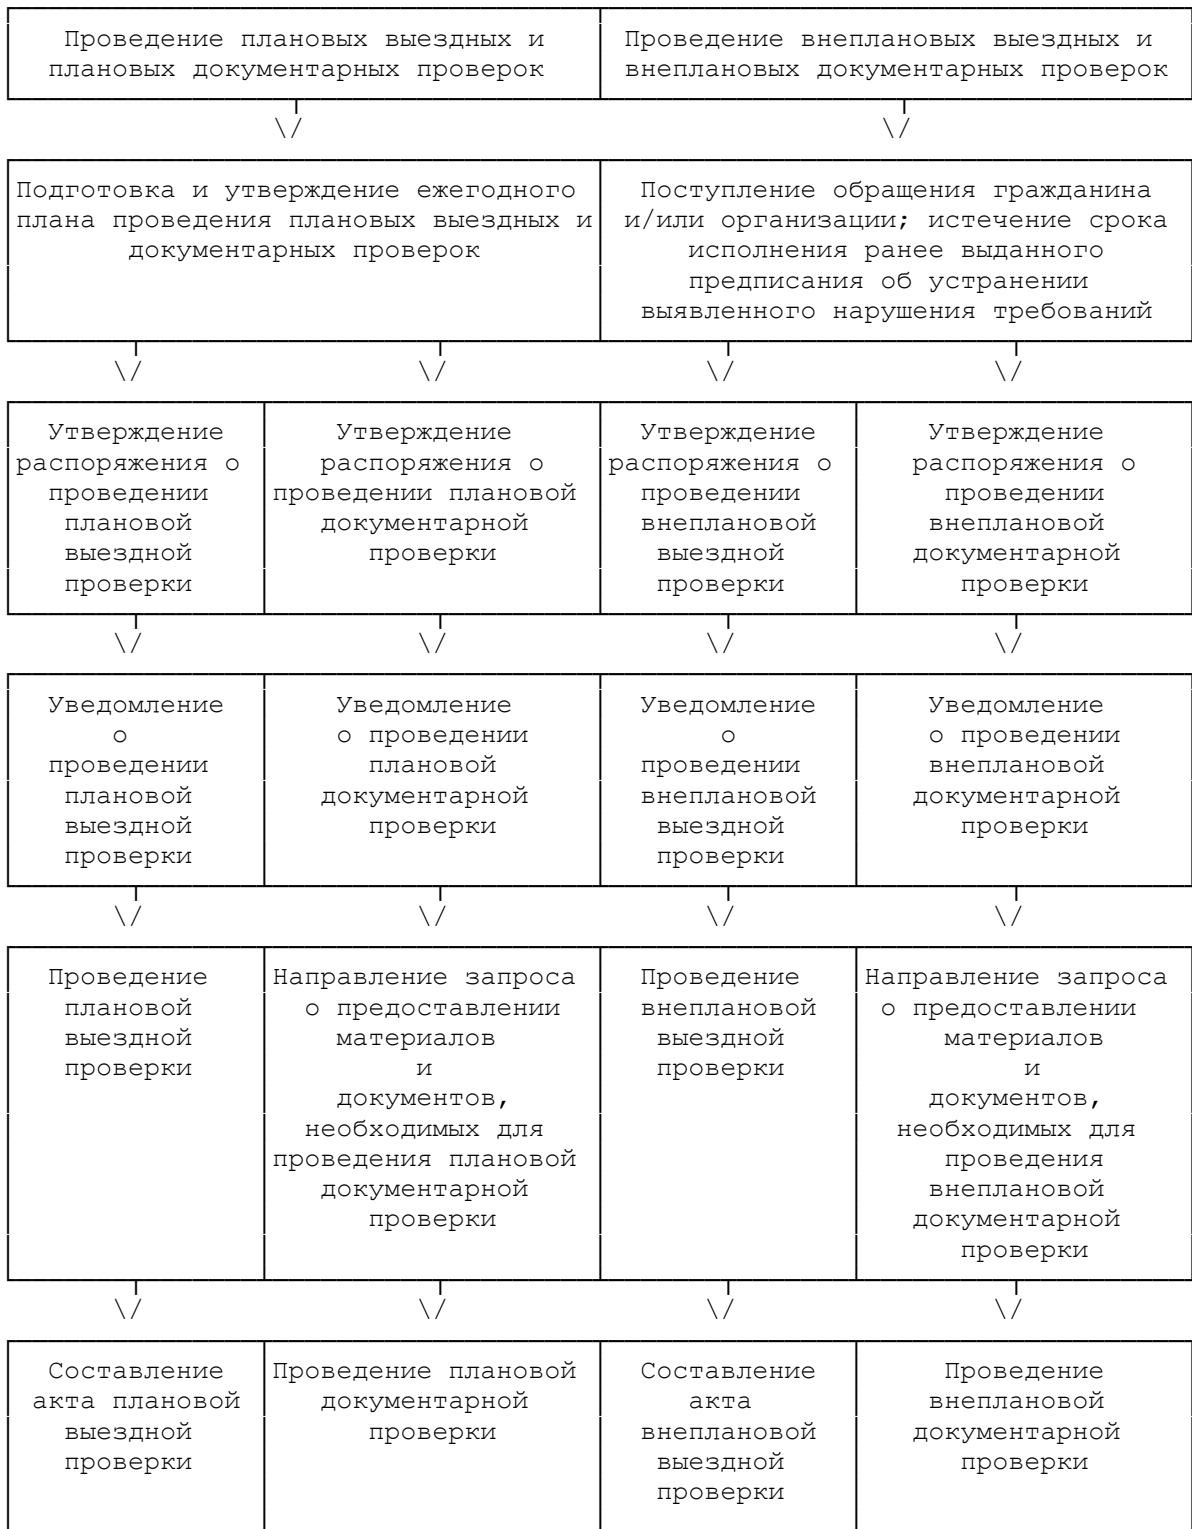 Проведение плановых выездных и
плановых документарных проверок
Проведение внеплановых выездных и
внеплановых документарных проверок
\/
\/
Подготовка и утверждение ежегодного
плана проведения плановых выездных и
документарных проверок
Поступление обращения гражданина
и/или организации; истечение срока
исполнения ранее выданного
предписания об устранении
выявленного нарушения требований
\/
\/
\/
\/
Утверждение
распоряжения о
проведении
плановой
выездной
проверки
Утверждение
распоряжения о
проведении плановой
документарной
проверки
Утверждение
распоряжения о
проведении
внеплановой
выездной
проверки
Утверждение
распоряжения о
проведении
внеплановой
документарной
проверки
\/
\/
\/
\/
Уведомление
о
проведении
плановой
выездной
проверки
Уведомление
о проведении
плановой
документарной
проверки
Уведомление
о
проведении
внеплановой
выездной
проверки
Уведомление
о проведении
внеплановой
документарной
проверки
\/
\/
\/
\/
Проведение
плановой
выездной
проверки
Направление запроса
о предоставлении
материалов
и
документов,
необходимых для
проведения плановой
документарной
проверки
Проведение
внеплановой
выездной
проверки
Направление запроса
о предоставлении
материалов
и
документов,
необходимых для
проведения
внеплановой
документарной
проверки
\/
\/
\/
\/
Составление
акта плановой
выездной
проверки
Проведение плановой
документарной
проверки
Составление
акта
внеплановой
выездной
проверки
Проведение
внеплановой
документарной
проверки